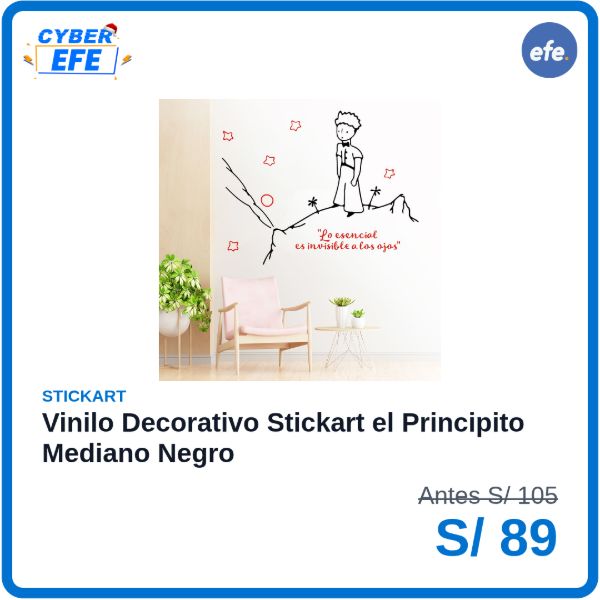 CYBER
EFE
efe.
"Lo esencial
es invisible a los ojos"
STICKART
Vinilo Decorativo Stickart el Principito
Mediano Negro
Antes S/ 105
S/ 89